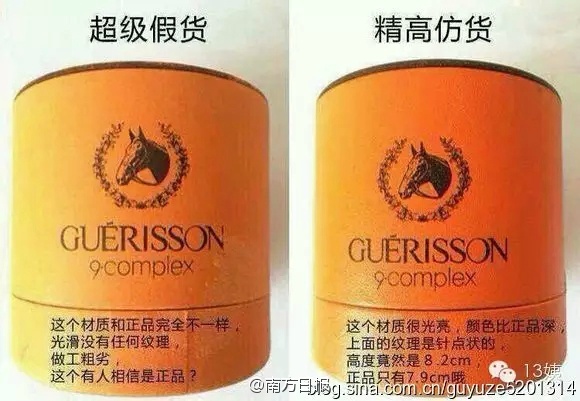 超级假货
精高仿货
GUÉRISSON
9·complex
这个材质和正品完全不一样，
光滑没有任何纹理，
做工粗劣，
这个有人相信是正品？
GUÉRISSON
9·complex
这个材质很光亮，颜色比正品深，
上面的纹理是针点状的，
高度竟然是8.2cm，
正品只有7.9cm哦
13姨
@南方日报
blog.sina.com.cn/guyuze5201314